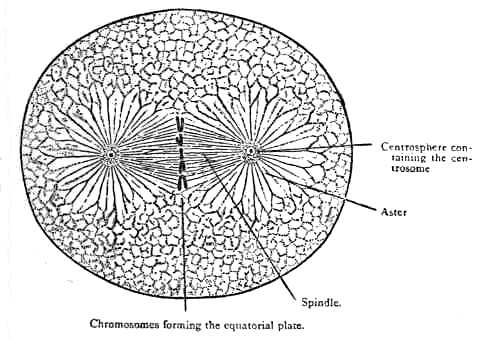 Centrosphere con-
taining the cen-
trosome
Aster
Spindle.
Chromosomes forming the equatorial plate.